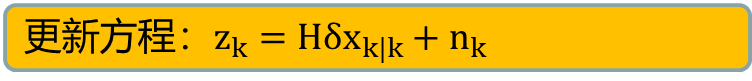 更新方程：z_k = Hδx_{k|k} + n_k